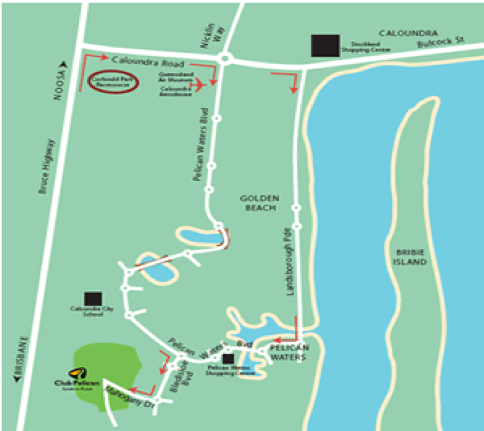 CALOUNDRA
Bulcock St.
Nicklin
Way
Stockland
Shopping Centre
Caloundra Road
NOOSA
Corbould Park
Racecourse
Queensland
Air Museum
Caloundra
Aerodrome
Bruce Highway
Pelican Waters Blvd
GOLDEN
BEACH
Landsborough Pde
BRIBIE
ISLAND
Caloundra City
School
BRISBANE
Pelican Waters Blvd
PELICAN
WATERS
Pelican Waters
Shopping Centre
Bledisloe
Blvd
Club Pelican
Mahogany Dr